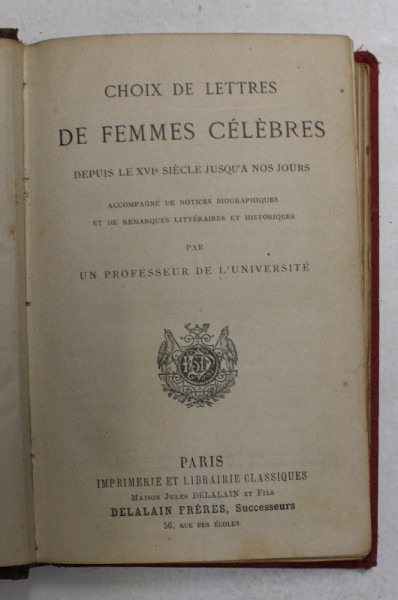 CHOIX DE LETTRES
DE FEMMES CÉLÈBRES
DEPUIS LE XVIe SIÈCLE JUSQU'A NOS JOURS
ACCOMPAGNÉ DE NOTICES BIOGRAPHIQUES
ET DE REMARQUES LITTÉRAIRES ET HISTORIQUES
PAR
UN PROFESSEUR DE L'UNIVERSITÉ
PARIS
IMPRIMERIE ET LIBRAIRIE CLASSIQUES
MAISON JULES DELALAIN ET FILS
DELALAIN FRÈRES, Successeurs
56, RUE DES ÉCOLES.